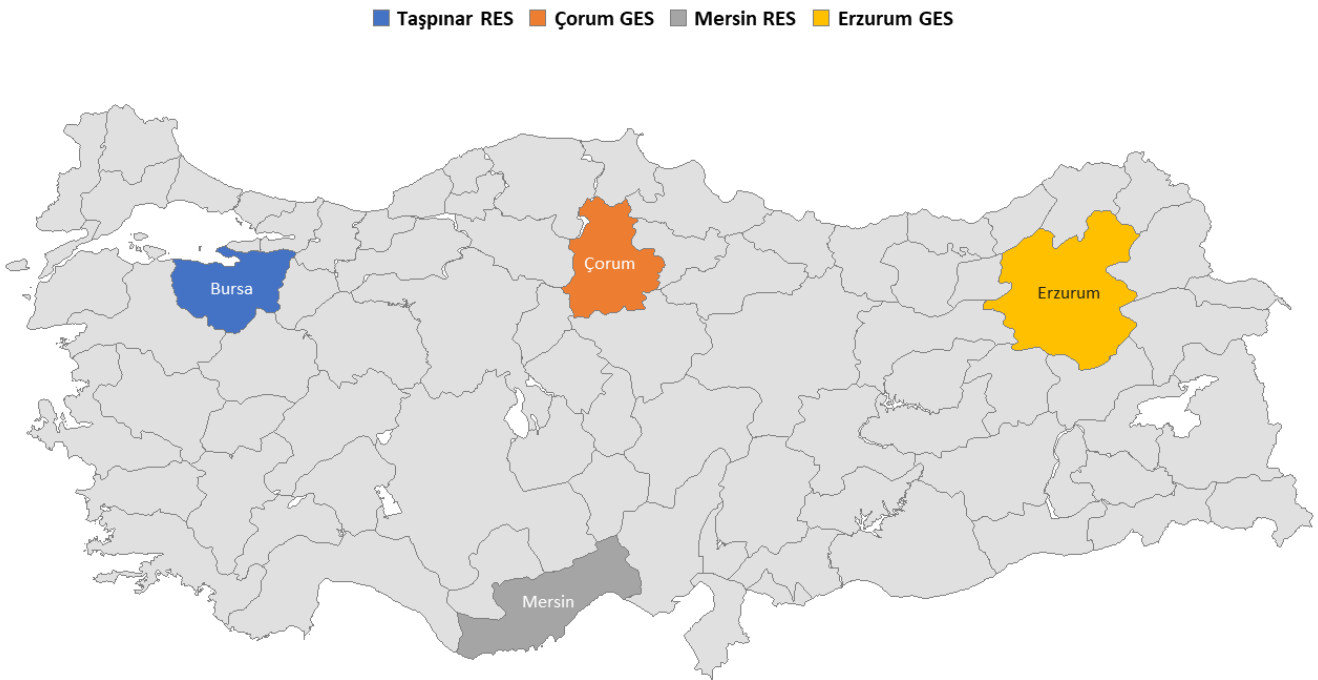 Taşpınar RES Çorum GES Mersin RES Erzurum GES
Çorum
Bursa
Erzurum
Mersin